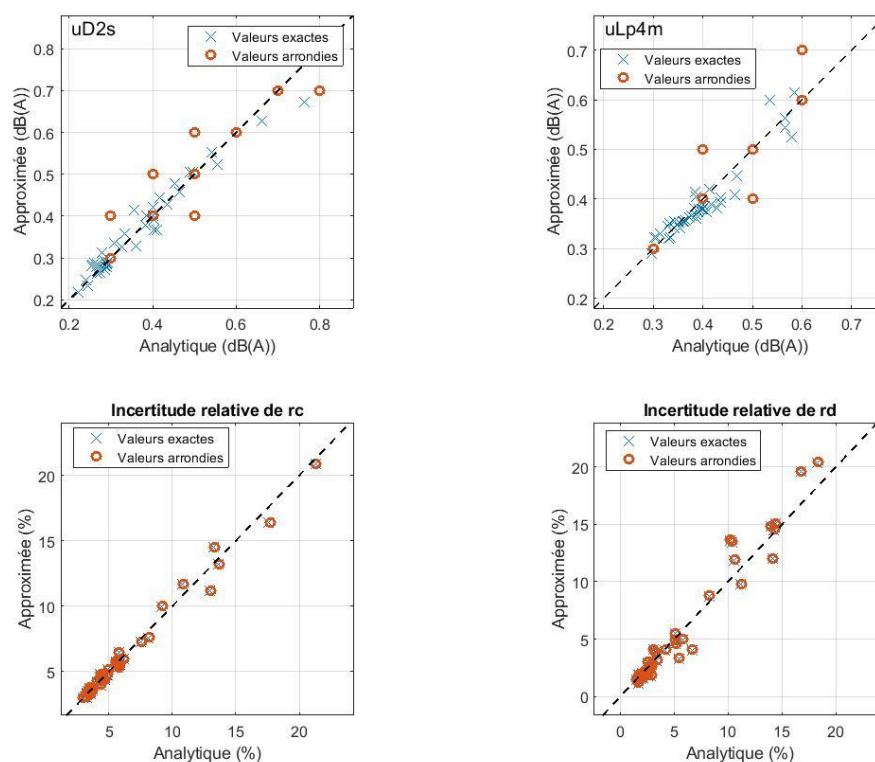 uD2s
Valeurs exactes
Valeurs arrondies
Approximée (dB(A))
0.8
0.7
0.6
0.5
0.4
0.3
0.2
0.2 0.4 0.6 0.8
Analytique (dB(A))
uLp4m
Valeurs exactes
Valeurs arrondies
Approximée (dB(A))
0.7
0.6
0.5
0.4
0.3
0.2
0.2 0.3 0.4 0.5 0.6 0.7
Analytique (dB(A))
Incertitude relative de rc
Valeurs exactes
Valeurs arrondies
Approximée (%)
20
15
10
5
5 10 15 20
Analytique (%)
Incertitude relative de rd
Valeurs exactes
Valeurs arrondies
Approximée (%)
20
15
10
5
0
0 5 10 15 20
Analytique (%)